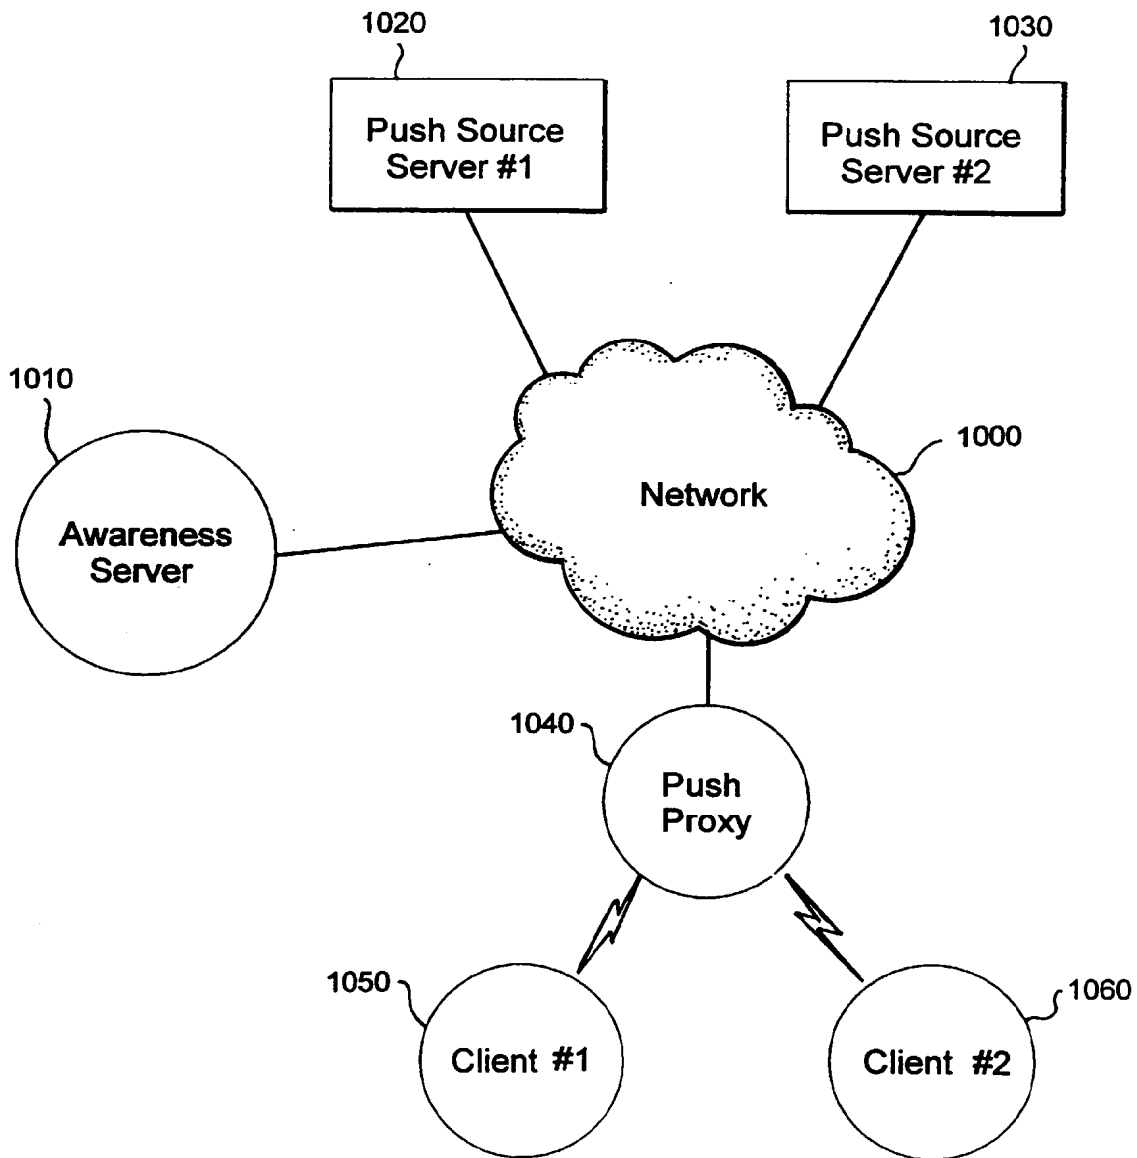 1020
1030
Push Source
Server #1
Push Source
Server #2
1010
1000
Network
Awareness
Server
1040
Push
Proxy
1050
1060
Client #1
Client #2